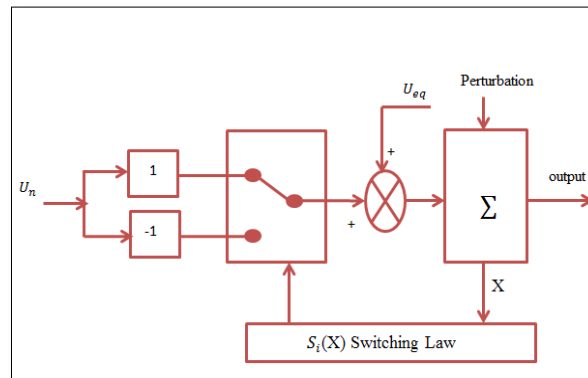 Perturbation
U_eq
+
1
U_n
output
+
-1
Σ
X
S_i(X) Switching Law